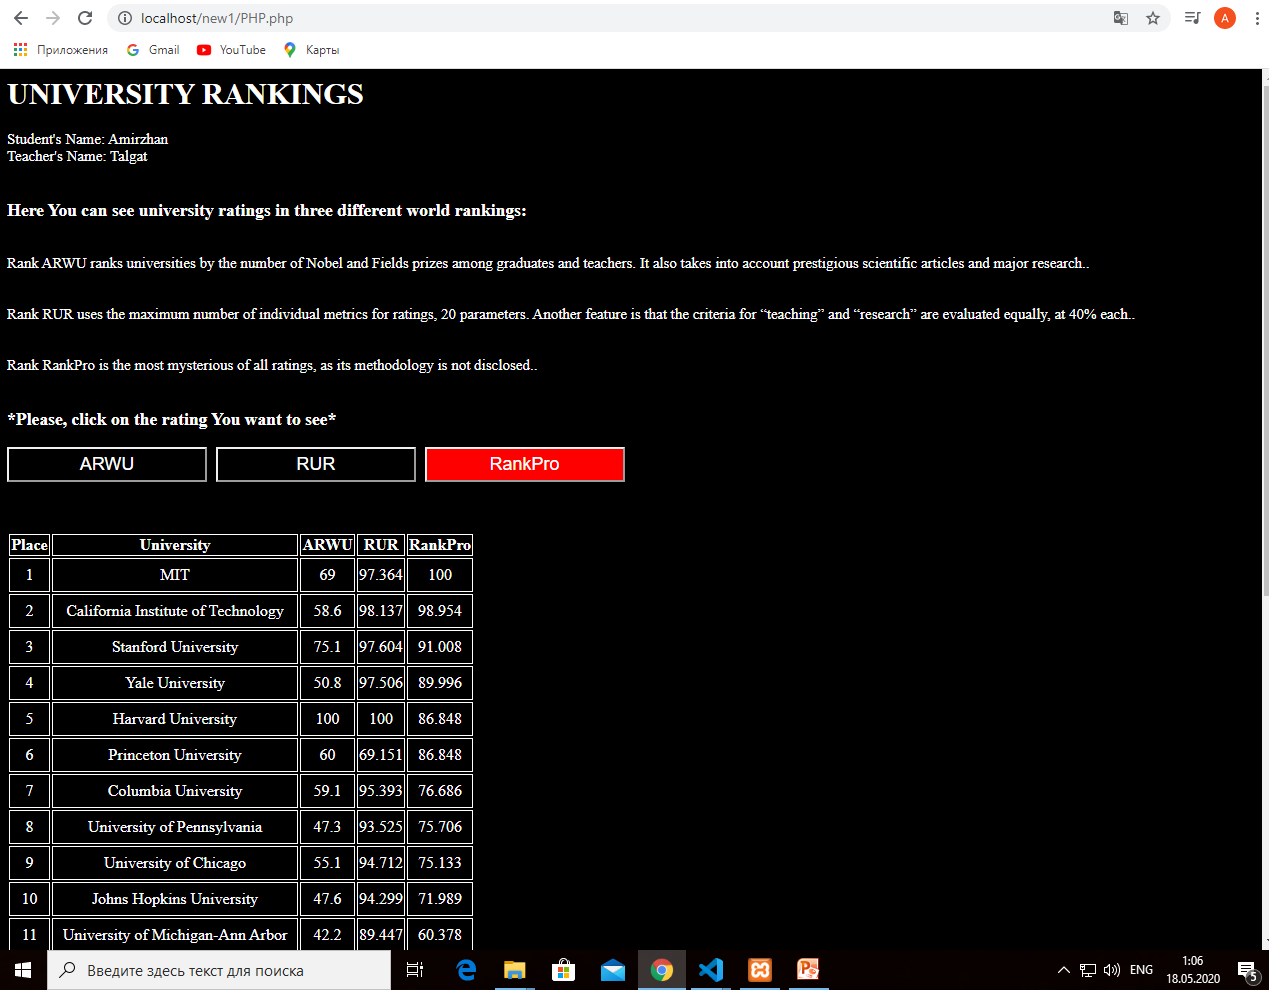 localhost/new1/PHP.php
A
Приложения Gmail YouTube Карты
UNIVERSITY RANKINGS
Student's Name: Amirzhan
Teacher's Name: Talgat
Here You can see university ratings in three different world rankings:
Rank ARWU ranks universities by the number of Nobel and Fields prizes among graduates and teachers. It also takes into account prestigious scientific articles and major research..
Rank RUR uses the maximum number of individual metrics for ratings, 20 parameters. Another feature is that the criteria for “teaching” and “research” are evaluated equally, at 40% each..
Rank RankPro is the most mysterious of all ratings, as its methodology is not disclosed..
*Please, click on the rating You want to see*
ARWU RUR RankPro
Place University ARWU RUR RankPro
1 MIT 69 97.364 100
2 California Institute of Technology 58.6 98.137 98.954
3 Stanford University 75.1 97.604 91.008
4 Yale University 50.8 97.506 89.996
5 Harvard University 100 100 86.848
6 Princeton University 60 69.151 86.848
7 Columbia University 59.1 95.393 76.686
8 University of Pennsylvania 47.3 93.525 75.706
9 University of Chicago 55.1 94.712 75.133
10 Johns Hopkins University 47.6 94.299 71.989
11 University of Michigan-Ann Arbor 42.2 89.447 60.378
Введите здесь текст для поиска
ENG
1:06
18.05.2020
5